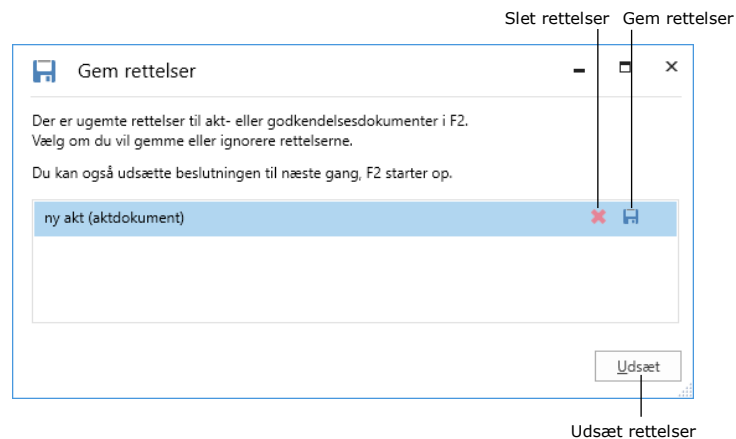 Slet rettelser Gem rettelser
Gem rettelser
Der er ugemte rettelser til akt- eller godkendelsesdokumenter i F2.
Vælg om du vil gemme eller ignorere rettelserne.
Du kan også udsætte beslutningen til næste gang, F2 starter op.
ny akt (aktdokument)
Udsæt
Udsæt rettelser